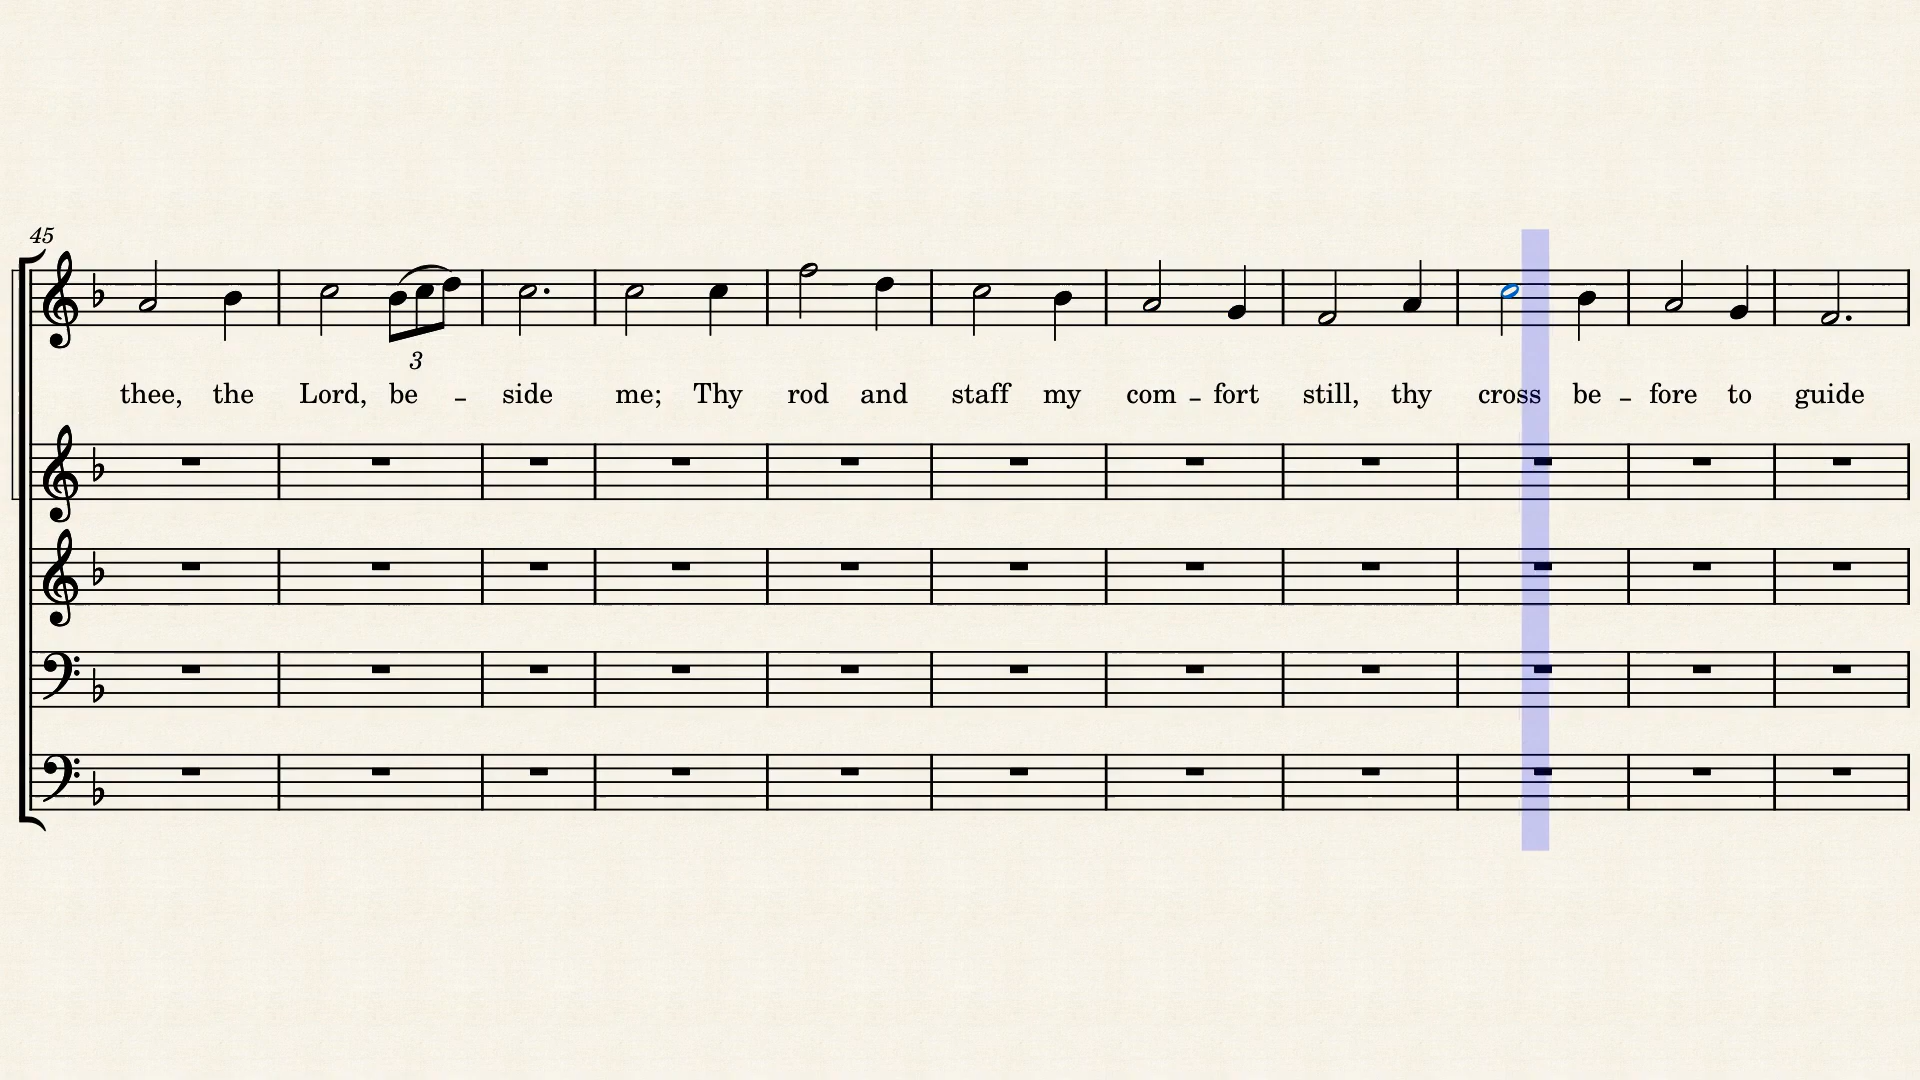 45
3
thee, the Lord, be - side me; Thy rod and staff my com - fort still, thy cross be - fore to guide